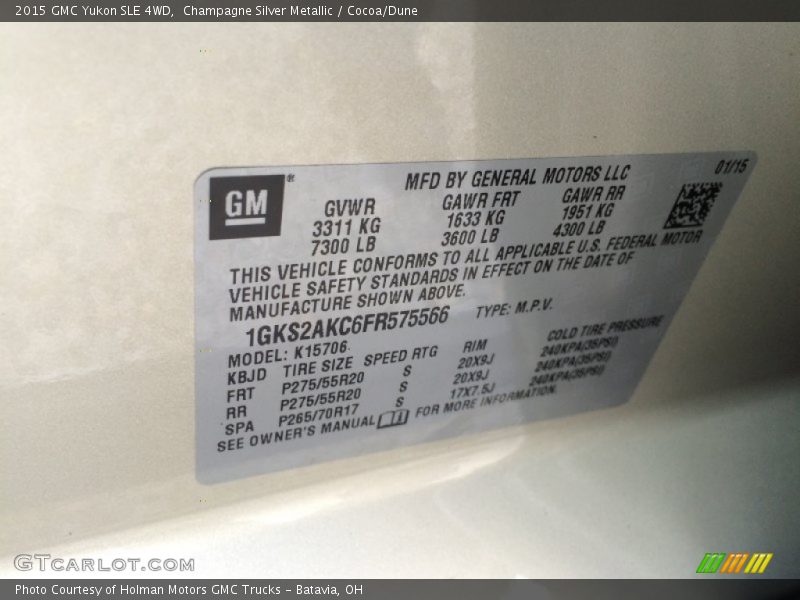 2015 GMC Yukon SLE 4WD,  Champagne Silver Metallic / Cocoa/Dune
GM®
MFD BY GENERAL MOTORS LLC 01/15
GVWR GAWR FRT GAWR RR
3311 KG 1633 KG 1951 KG
7300 LB 3600 LB 4300 LB
THIS VEHICLE CONFORMS TO ALL APPLICABLE U.S. FEDERAL MOTOR
VEHICLE SAFETY STANDARDS IN EFFECT ON THE DATE OF
MANUFACTURE SHOWN ABOVE.
1GKS2AKC6FR575566 TYPE: M.P.V.
MODEL: K15706
KBJD TIRE SIZE SPEED RTG RIM COLD TIRE PRESSURE
FRT P275/55R20 S 20X9J 240KPA(35PSI)
RR P275/55R20 S 20X9J 240KPA(35PSI)
SPA P265/70R17 S 17X7.5J 240KPA(35PSI)
SEE OWNER'S MANUAL FOR MORE INFORMATION.
GTCARLOT.COM
Photo Courtesy of Holman Motors GMC Trucks - Batavia, OH